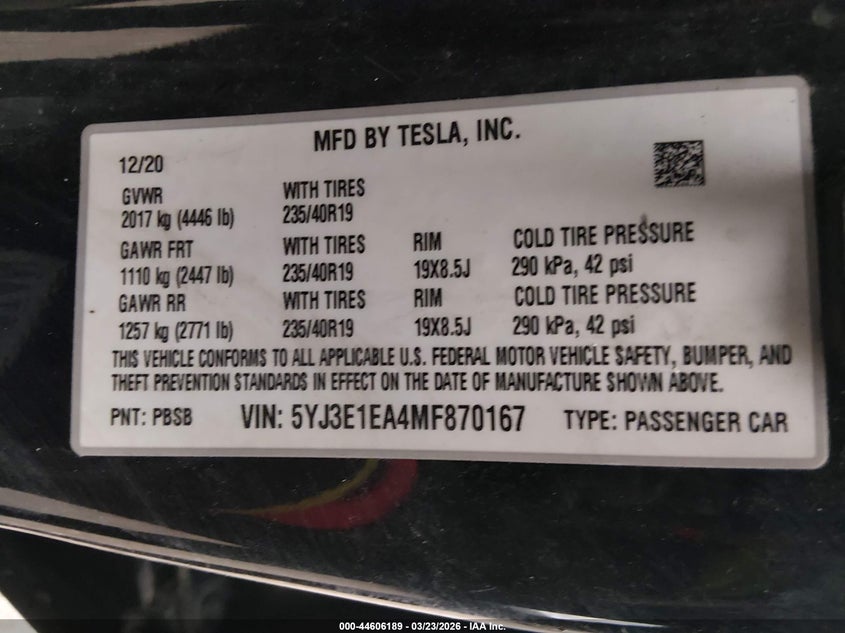 MFD BY TESLA, INC.
12/20
GVWR WITH TIRES
2017 kg (4446 lb) 235/40R19
GAWR FRT WITH TIRES RIM COLD TIRE PRESSURE
1110 kg (2447 lb) 235/40R19 19X8.5J 290 kPa, 42 psi
GAWR RR WITH TIRES RIM COLD TIRE PRESSURE
1257 kg (2771 lb) 235/40R19 19X8.5J 290 kPa, 42 psi
THIS VEHICLE CONFORMS TO ALL APPLICABLE U.S. FEDERAL MOTOR VEHICLE SAFETY, BUMPER, AND
THEFT PREVENTION STANDARDS IN EFFECT ON THE DATE OF MANUFACTURE SHOWN ABOVE.
PNT: PBSB VIN: 5YJ3E1EA4MF870167 TYPE: PASSENGER CAR
000-44606189 - 03/23/2026 - IAA Inc.